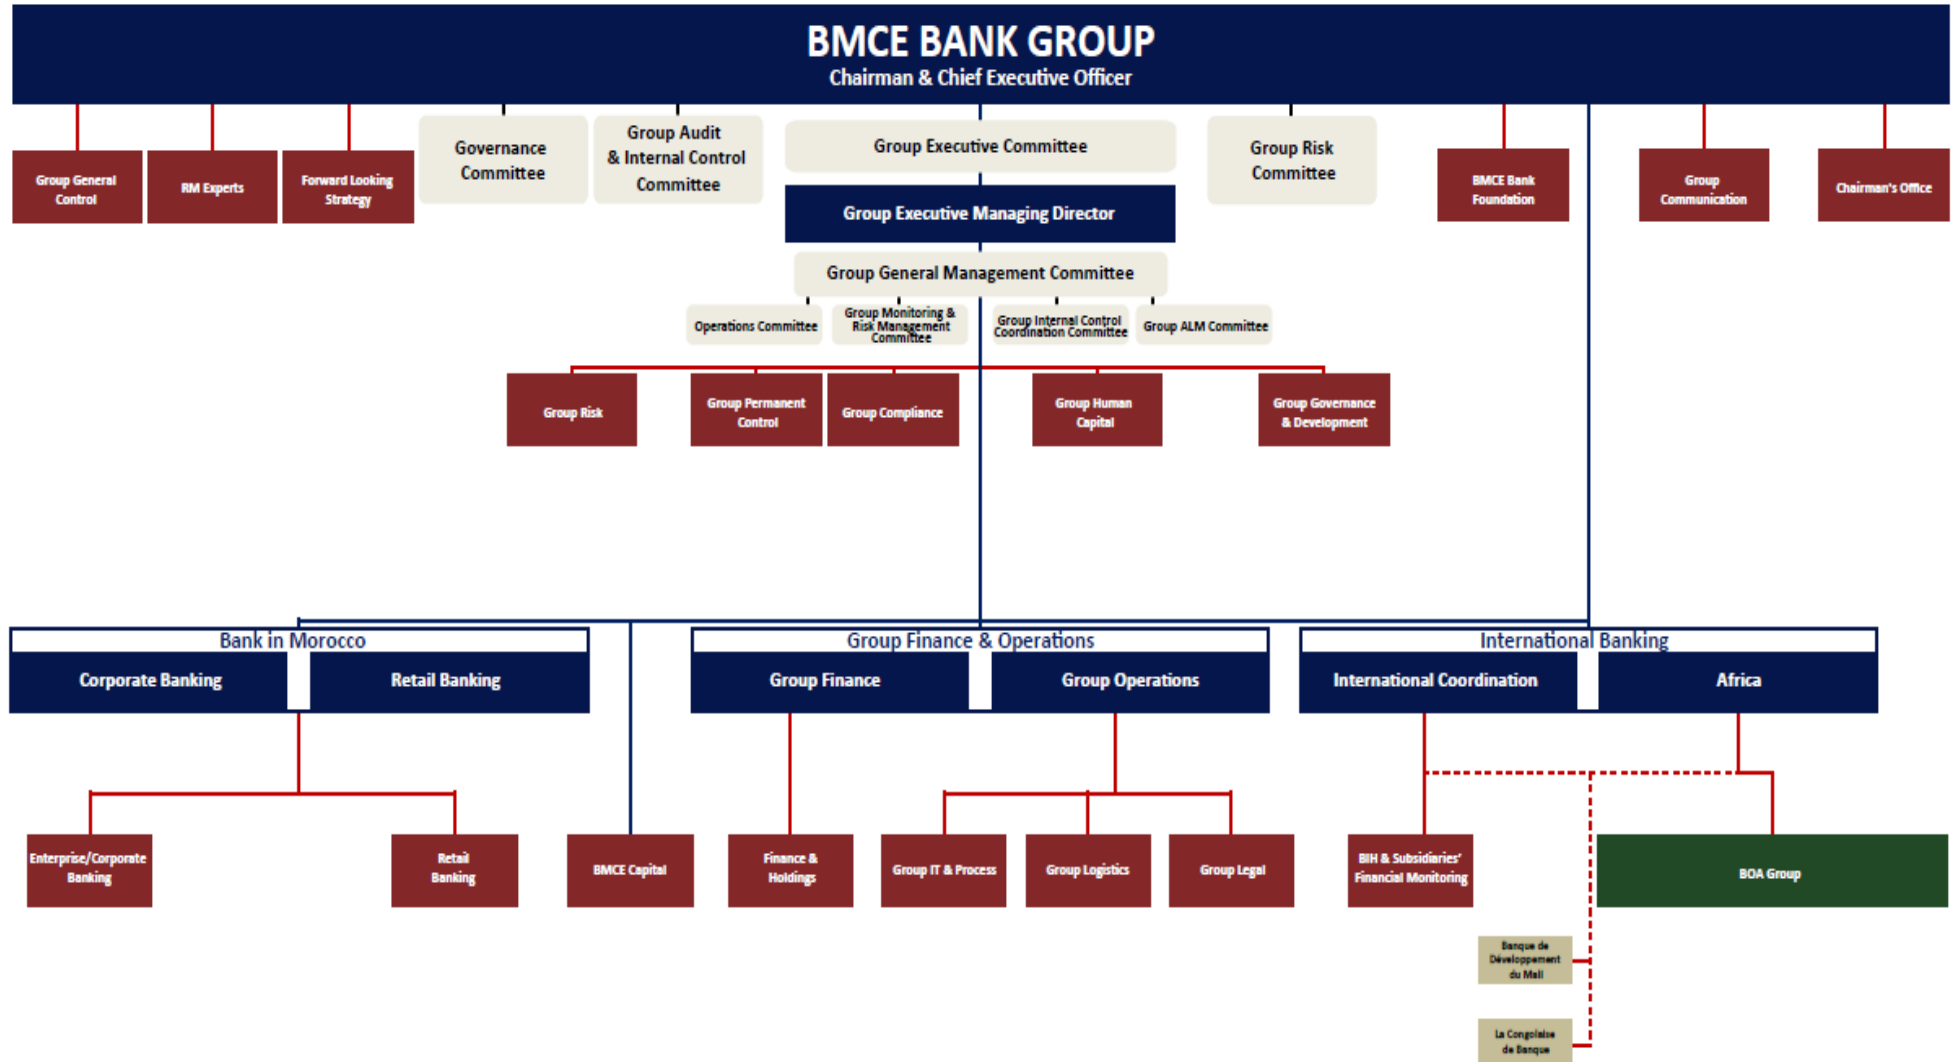 BMCE BANK GROUP
Chairman & Chief Executive Officer
Group General
Control
RM Experts
Forward Looking
Strategy
Governance
Committee
Group Audit
& Internal Control
Committee
Group Executive Committee
Group Risk
Committee
BMCE Bank
Foundation
Group
Communication
Chairman's Office
Group Executive Managing Director
Group General Management Committee
Operations Committee
Group Monitoring &
Risk Management
Committee
Group Internal Control
Coordination Committee
Group ALM Committee
Group Risk
Group Permanent
Control
Group Compliance
Group Human
Capital
Group Governance
& Development
Bank in Morocco
Corporate Banking
Retail Banking
Group Finance & Operations
Group Finance
Group Operations
International Banking
International Coordination
Africa
Enterprise/Corporate
Banking
Retail
Banking
BMCE Capital
Finance &
Holdings
Group IT & Process
Group Logistics
Group Legal
BIH & Subsidiaries'
Financial Monitoring
BOA Group
Banque de
Développement
du Mali
La Congolaise
de Banque